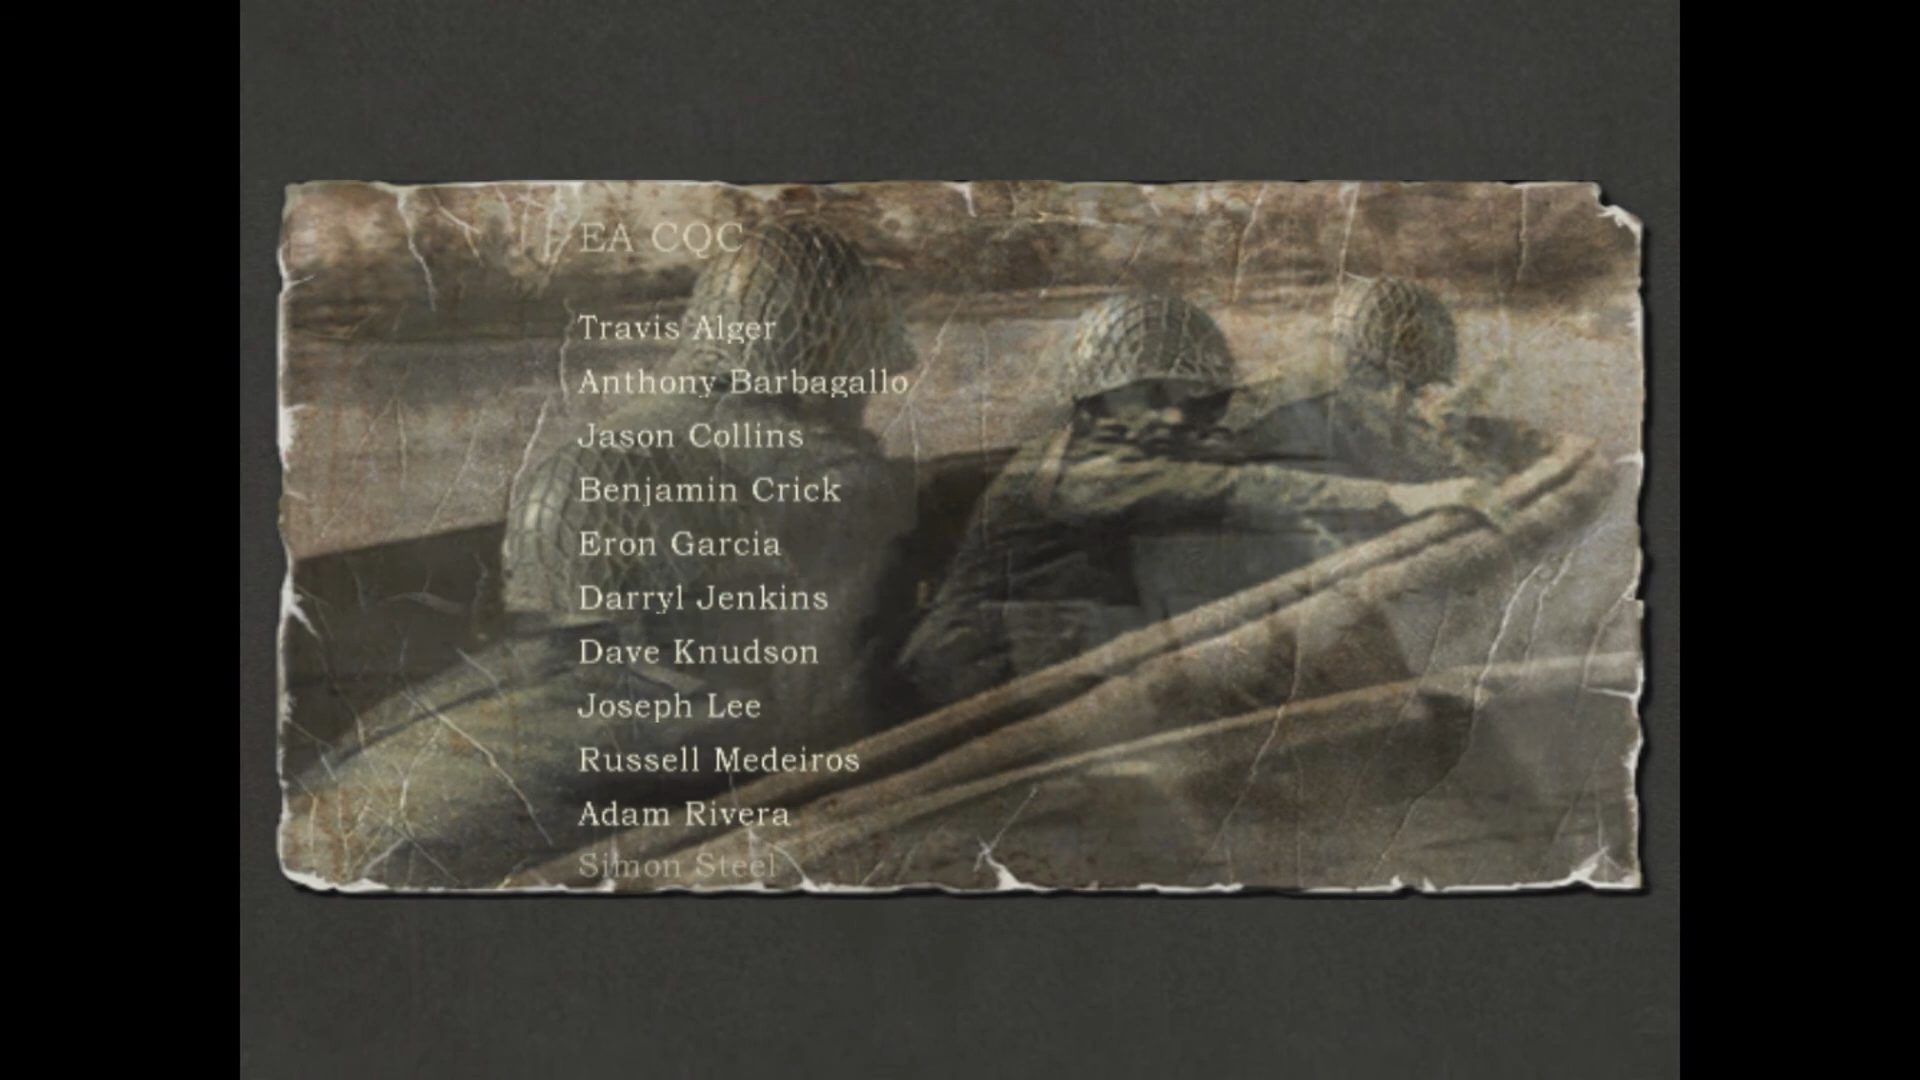 EA CQC
Travis Alger
Anthony Barbagallo
Jason Collins
Benjamin Crick
Eron Garcia
Darryl Jenkins
Dave Knudson
Joseph Lee
Russell Medeiros
Adam Rivera
Simon Steel